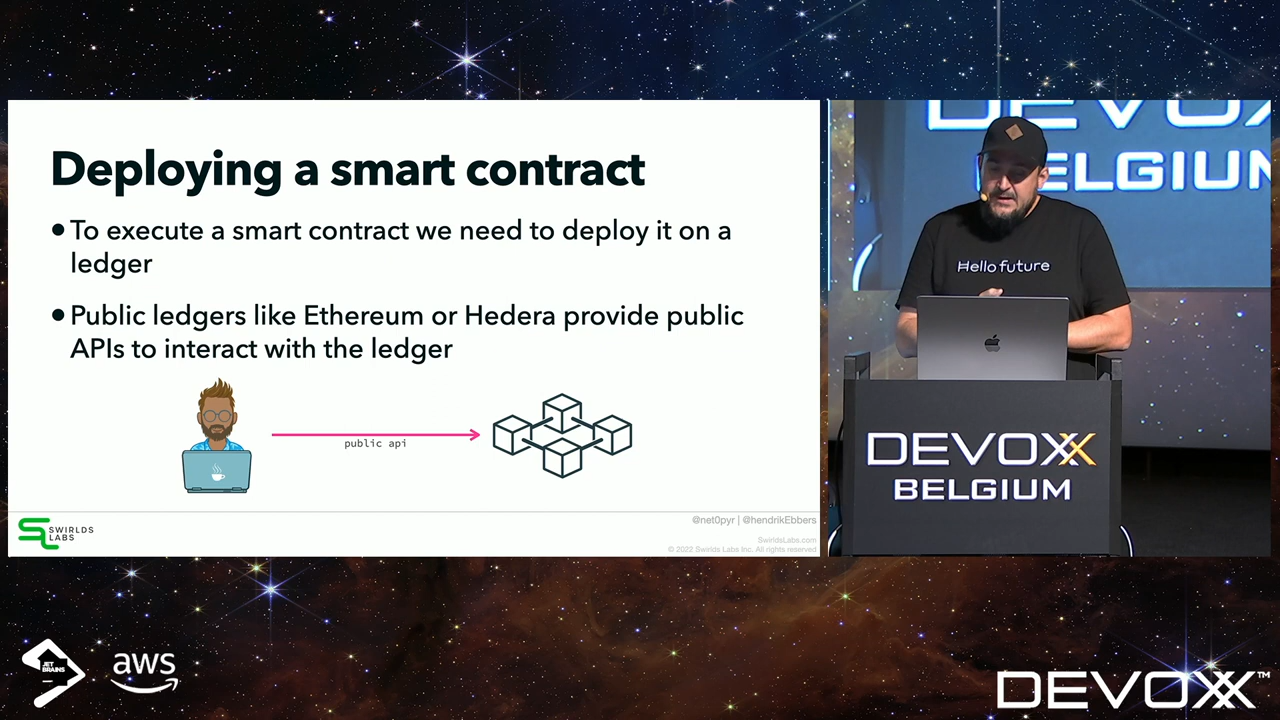 Deploying a smart contract
• To execute a smart contract we need to deploy it on a
ledger
• Public ledgers like Ethereum or Hedera provide public
APIs to interact with the ledger
public api
SWIRLDS
LABS
@net0pyr | @hendrikEbbers
SwirldsLabs.com
© 2022 Swirlds Labs Inc. All rights reserved
DEVOX
BELGIUM
Hello future
DEVOXX
BELGIUM
JET
BRAINS
aws
DEVOXX™